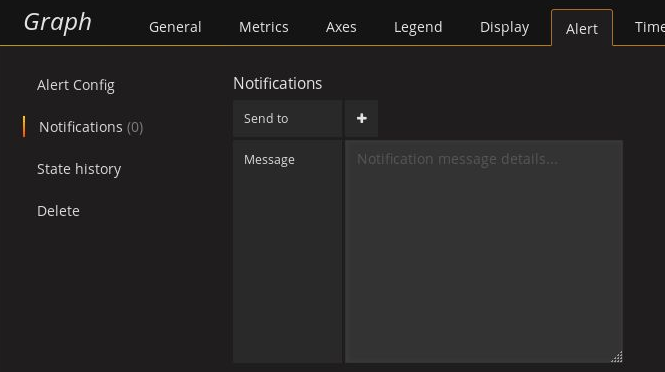 Graph General Metrics Axes Legend Display Alert Time
Alert Config
Notifications (0)
State history
Delete
Notifications
Send to +
Message Notification message details...